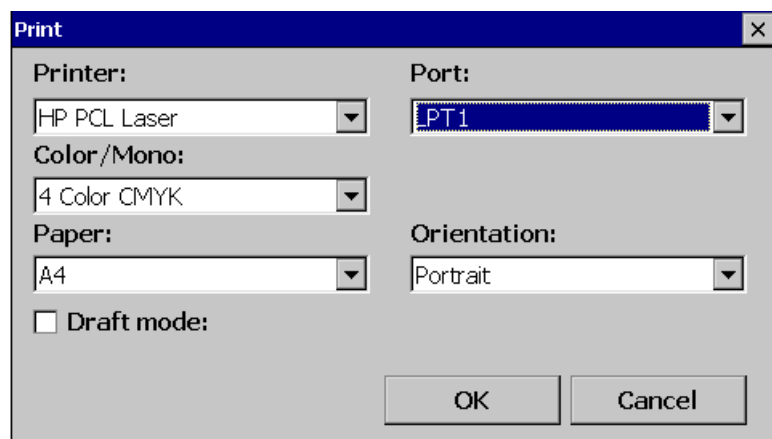 Print
Printer:
Port:
HP PCL Laser
LPT1
Color/Mono:
4 Color CMYK
Paper:
Orientation:
A4
Portrait
Draft mode:
OK
Cancel